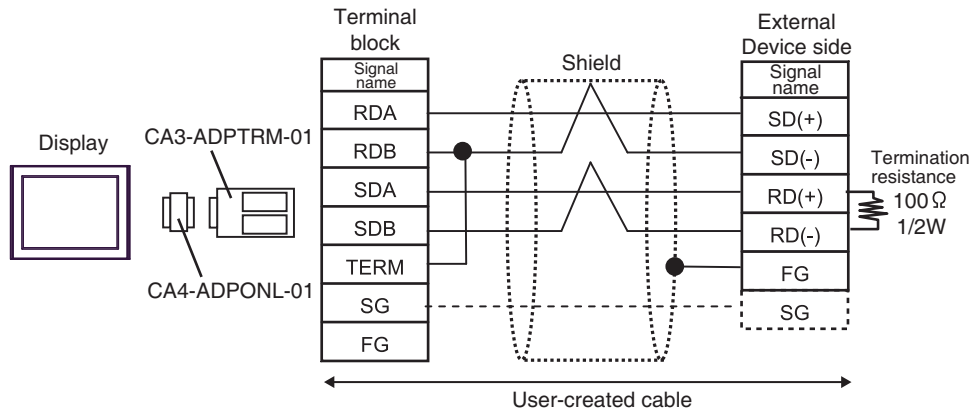 Display
CA3-ADPTRM-01
CA4-ADPONL-01
Terminal
block
Signal
name
RDA
RDB
SDA
SDB
TERM
SG
FG
Shield
External
Device side
Signal
name
SD(+)
SD(-)
RD(+)
RD(-)
FG
SG
Termination
resistance
100Ω
1/2W
User-created cable